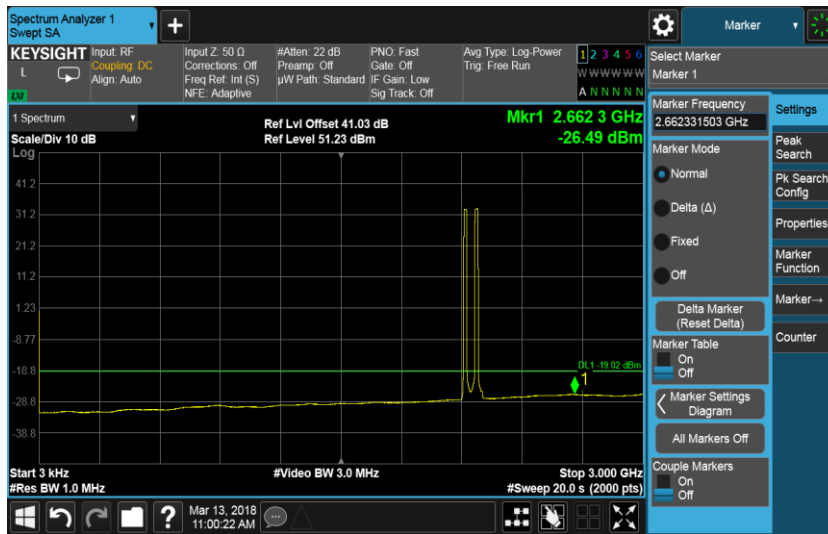 Spectrum Analyzer 1
Swept SA
Marker
KEYSIGHT
L
LXI
Input: RF
Coupling: DC
Align: Auto
Input Z: 50 Ω
Corrections: Off
Freq Ref: Int (S)
NFE: Adaptive
#Atten: 22 dB
Preamp: Off
µW Path: Standard
PNO: Fast
Gate: Off
IF Gain: Low
Sig Track: Off
Avg Type: Log-Power
Trig: Free Run
1 2 3 4 5 6
W W W W W W
A N N N N N
Select Marker
Marker 1
1 Spectrum
Scale/Div 10 dB
Log
Ref Lvl Offset 41.03 dB
Ref Level 51.23 dBm
Mkr1 2.662 3 GHz
-26.49 dBm
41.2
31.2
21.2
11.2
1.23
-8.77
-18.8
-28.8
-38.8
DL1 -19.02 dBm
1
Start 3 kHz
#Res BW 1.0 MHz
#Video BW 3.0 MHz
Stop 3.000 GHz
#Sweep 20.0 s (2000 pts)
Marker Frequency
2.662331503 GHz
Marker Mode
Normal
Delta (Δ)
Fixed
Off
Delta Marker
(Reset Delta)
Marker Table
On
Off
Marker Settings
Diagram
All Markers Off
Couple Markers
On
Off
Settings
Peak
Search
Pk Search
Config
Properties
Marker
Function
Marker→
Counter
?
Mar 13, 2018
11:00:22 AM